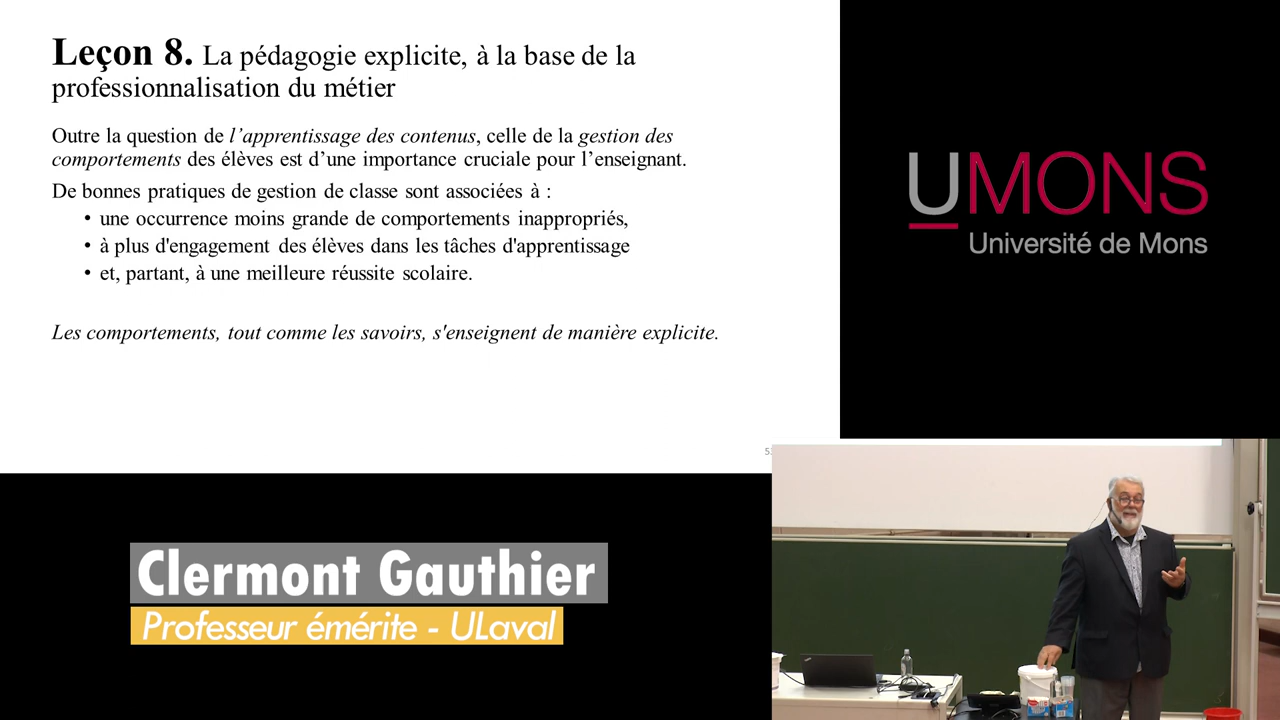 Leçon 8. La pédagogie explicite, à la base de la
professionnalisation du métier
Outre la question de l’apprentissage des contenus, celle de la gestion des
comportements des élèves est d’une importance cruciale pour l’enseignant.
De bonnes pratiques de gestion de classe sont associées à :
• une occurrence moins grande de comportements inappropriés,
• à plus d'engagement des élèves dans les tâches d'apprentissage
• et, partant, à une meilleure réussite scolaire.
Les comportements, tout comme les savoirs, s'enseignent de manière explicite.
UMONS
Université de Mons
Clermont Gauthier
Professeur émérite - ULaval